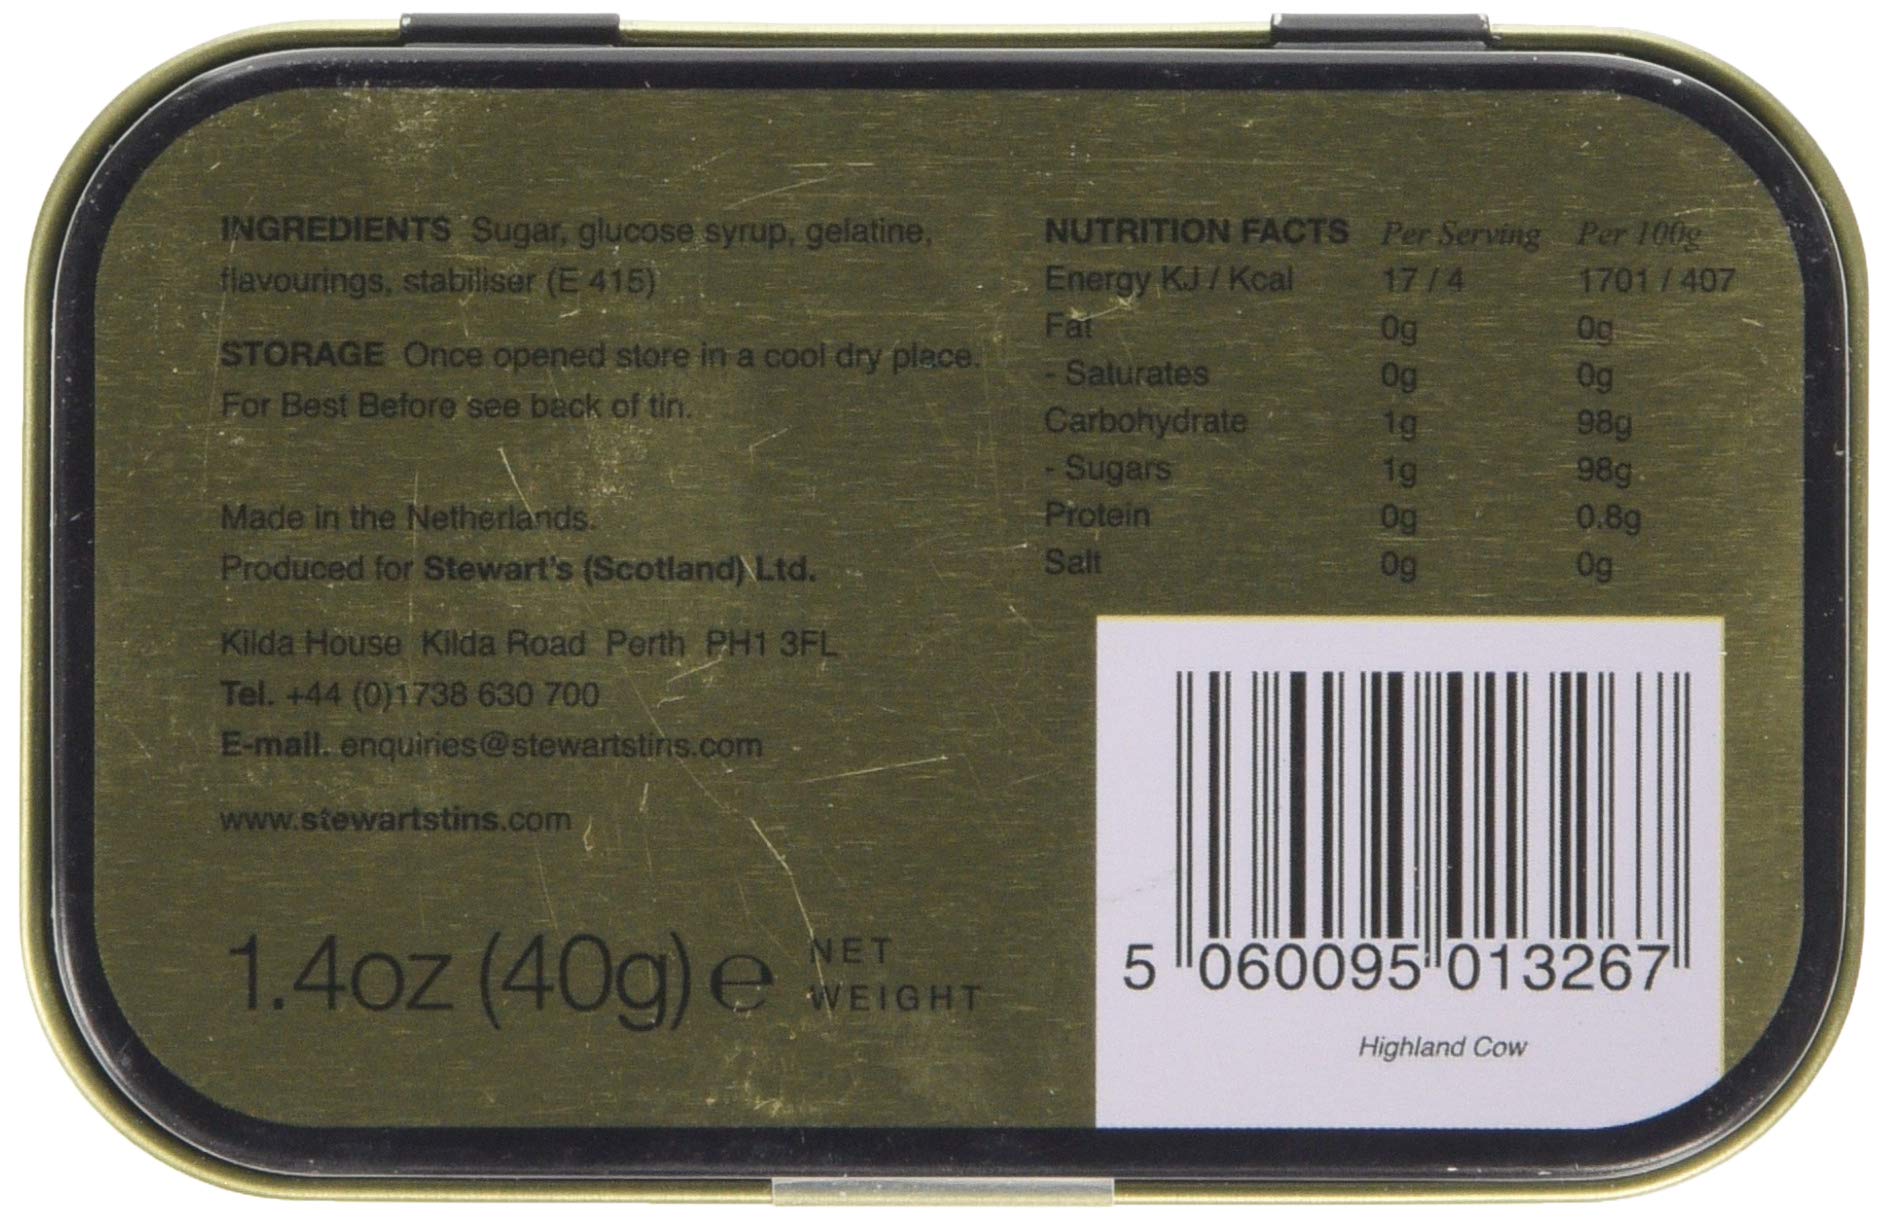 INGREDIENTS Sugar, glucose syrup, gelatine,
flavourings, stabiliser (E 415)
STORAGE Once opened store in a cool dry place.
For Best Before see back of tin.
Made in the Netherlands.
Produced for Stewart's (Scotland) Ltd.
Kilda House Kilda Road Perth PH1 3FL
Tel. +44 (0)1738 630 700
E-mail. enquiries@stewartstins.com
www.stewartstins.com
1.4oz (40g) e NET WEIGHT
NUTRITION FACTS Per Serving Per 100g
Energy KJ / Kcal 17 / 4 1701 / 407
Fat 0g 0g
- Saturates 0g 0g
Carbohydrate 1g 98g
- Sugars 1g 98g
Protein 0g 0.8g
Salt 0g 0g
5 060095 013267
Highland Cow